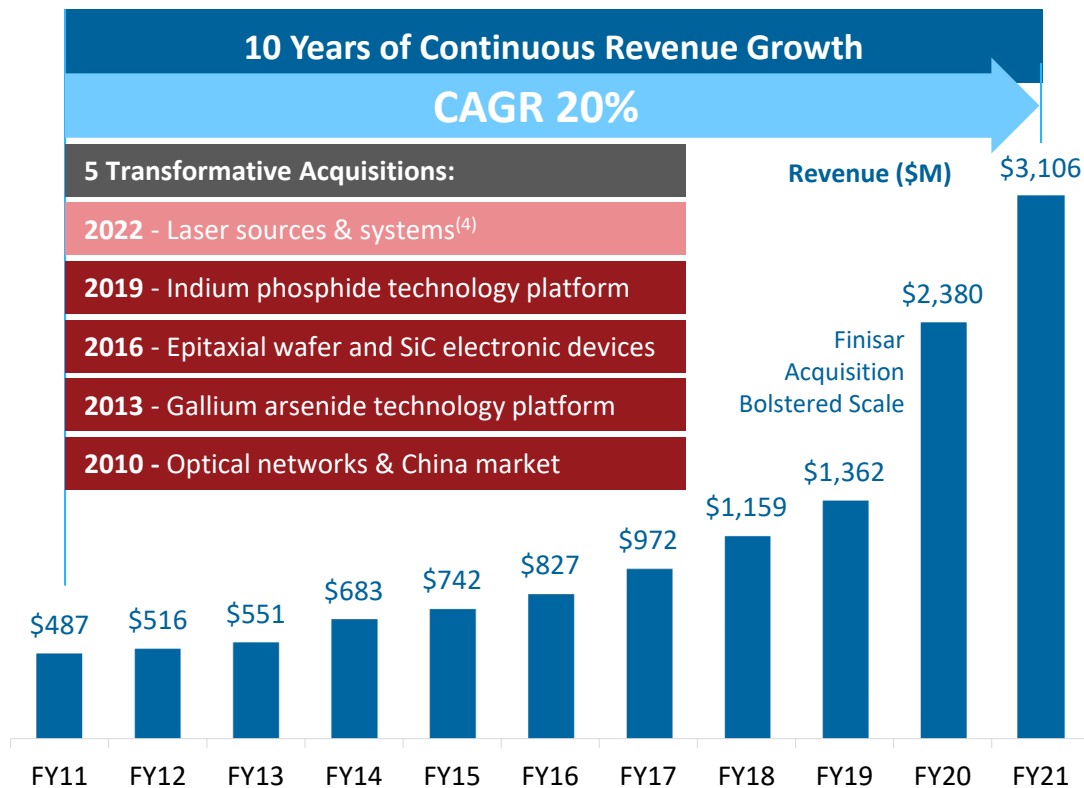 10 Years of Continuous Revenue Growth
CAGR 20%
5 Transformative Acquisitions:
2022 - Laser sources & systems(4)
2019 - Indium phosphide technology platform
2016 - Epitaxial wafer and SiC electronic devices
2013 - Gallium arsenide technology platform
2010 - Optical networks & China market
Revenue ($M)
Finisar
Acquisition
Bolstered Scale
$487
$516
$551
$683
$742
$827
$972
$1,159
$1,362
$2,380
$3,106
FY11
FY12
FY13
FY14
FY15
FY16
FY17
FY18
FY19
FY20
FY21